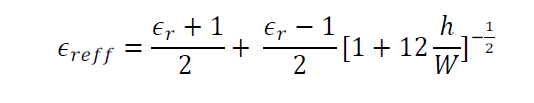 ϵ_reff = (ϵ_r + 1)/2 + (ϵ_r − 1)/2 [1 + 12 h/W]^(−1/2)